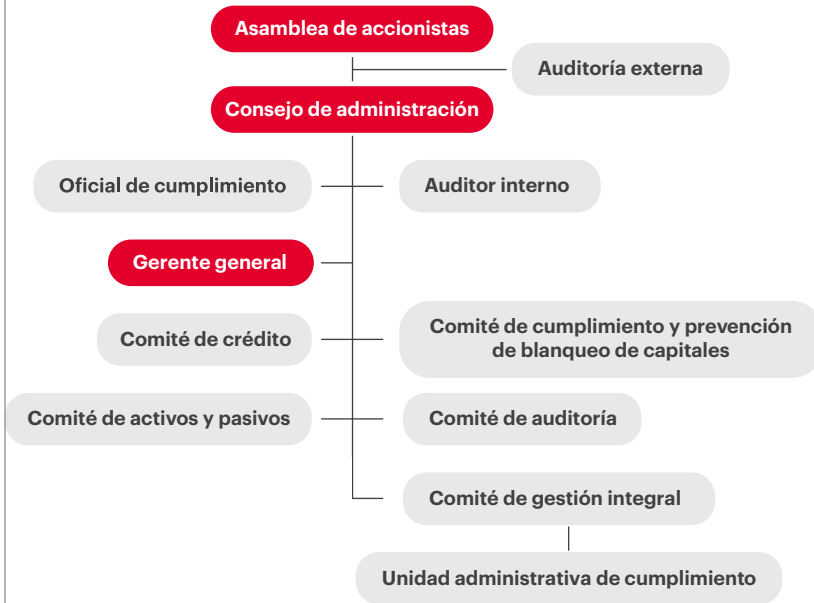 Asamblea de accionistas
Auditoría externa
Consejo de administración
Oficial de cumplimiento
Auditor interno
Gerente general
Comité de crédito
Comité de cumplimiento y prevención
de blanqueo de capitales
Comité de activos y pasivos
Comité de auditoría
Comité de gestión integral
Unidad administrativa de cumplimiento